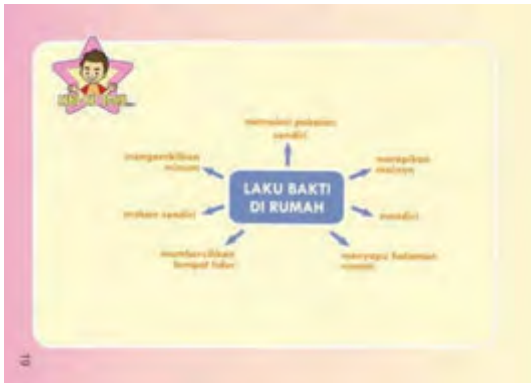 memakai pakaian
sendiri
mengambilkan
minum
merapikan
LAKU BAKTI
DI RUMAH
makan sendiri
mandiri
membersihkan
tempat tidur
menyapu halaman
rumah
19